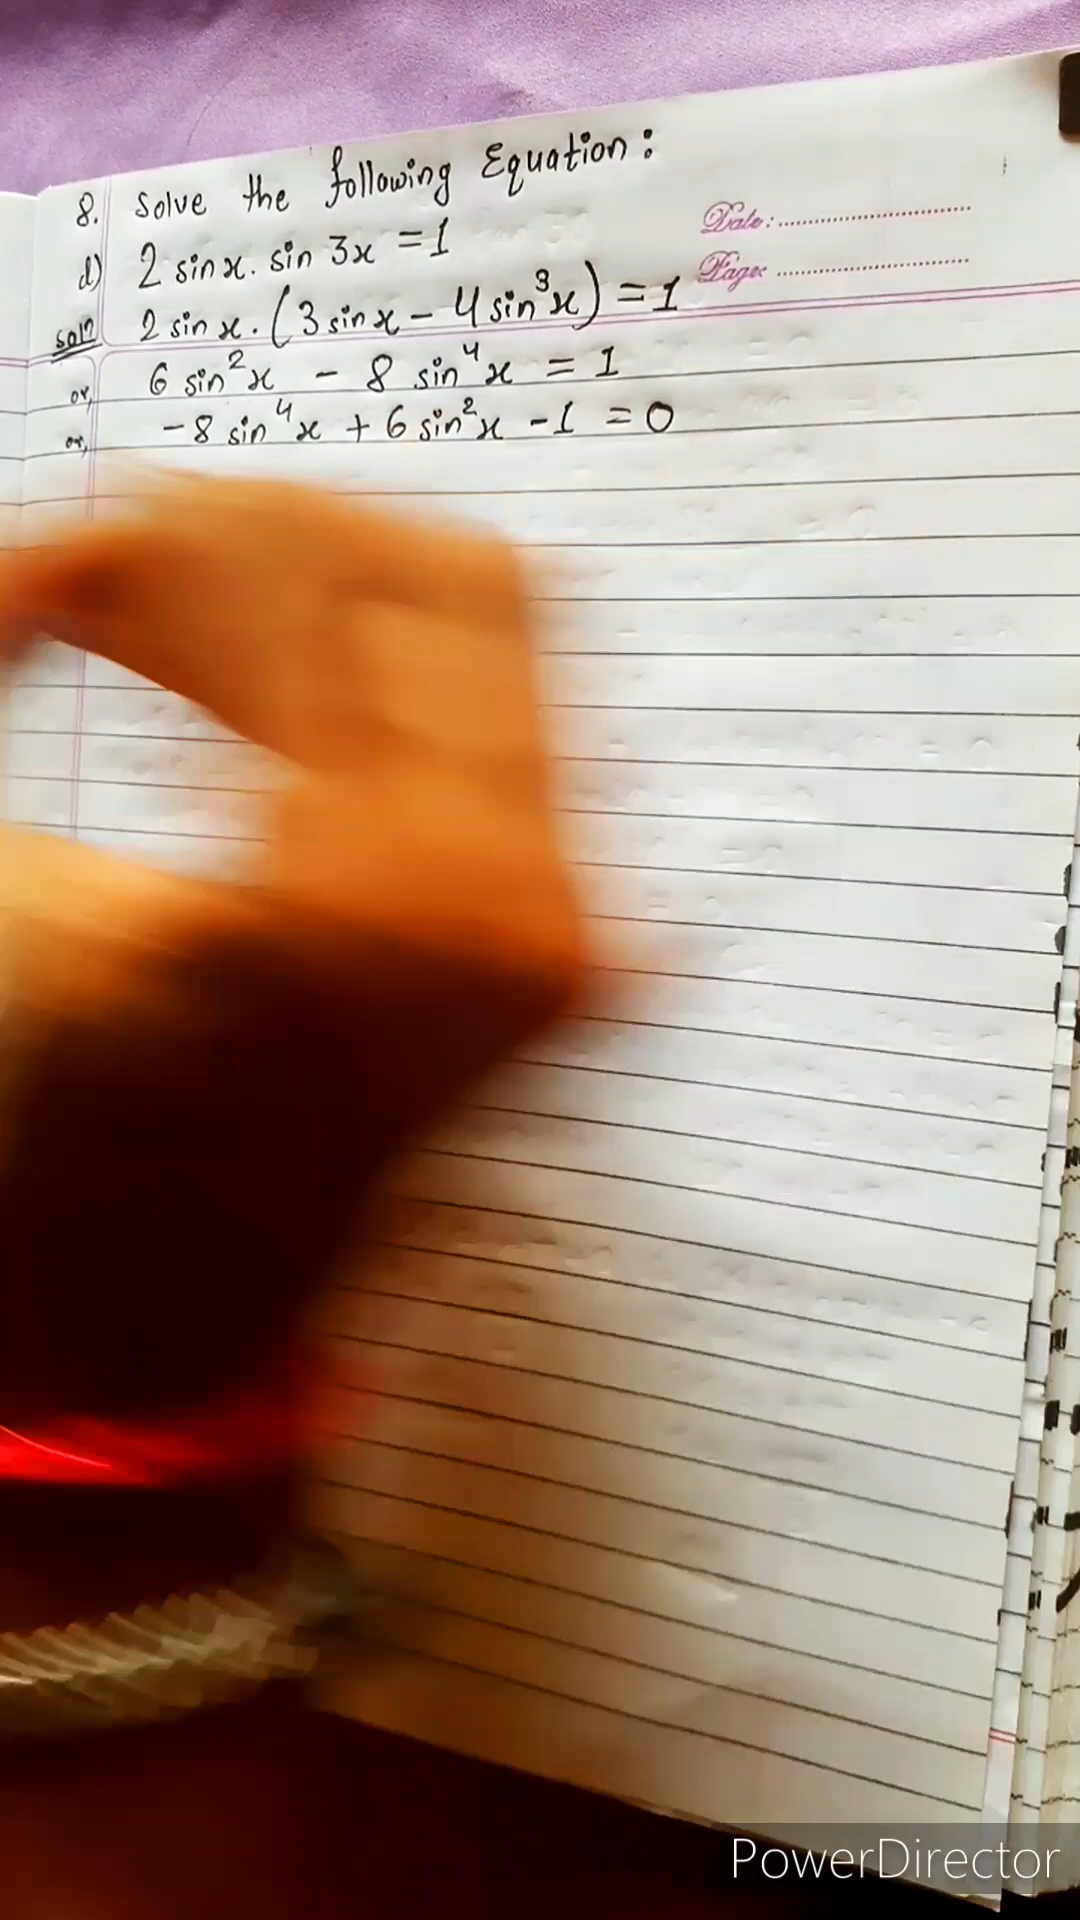 8. Solve the following Equation:
d) 2 sin x. sin 3x = 1
Date:
Page:
Solⁿ 2 sin x. (3 sin x - 4 sin³x) = 1
or, 6 sin²x - 8 sin⁴x = 1
or, -8 sin⁴x + 6 sin²x - 1 = 0
PowerDirector